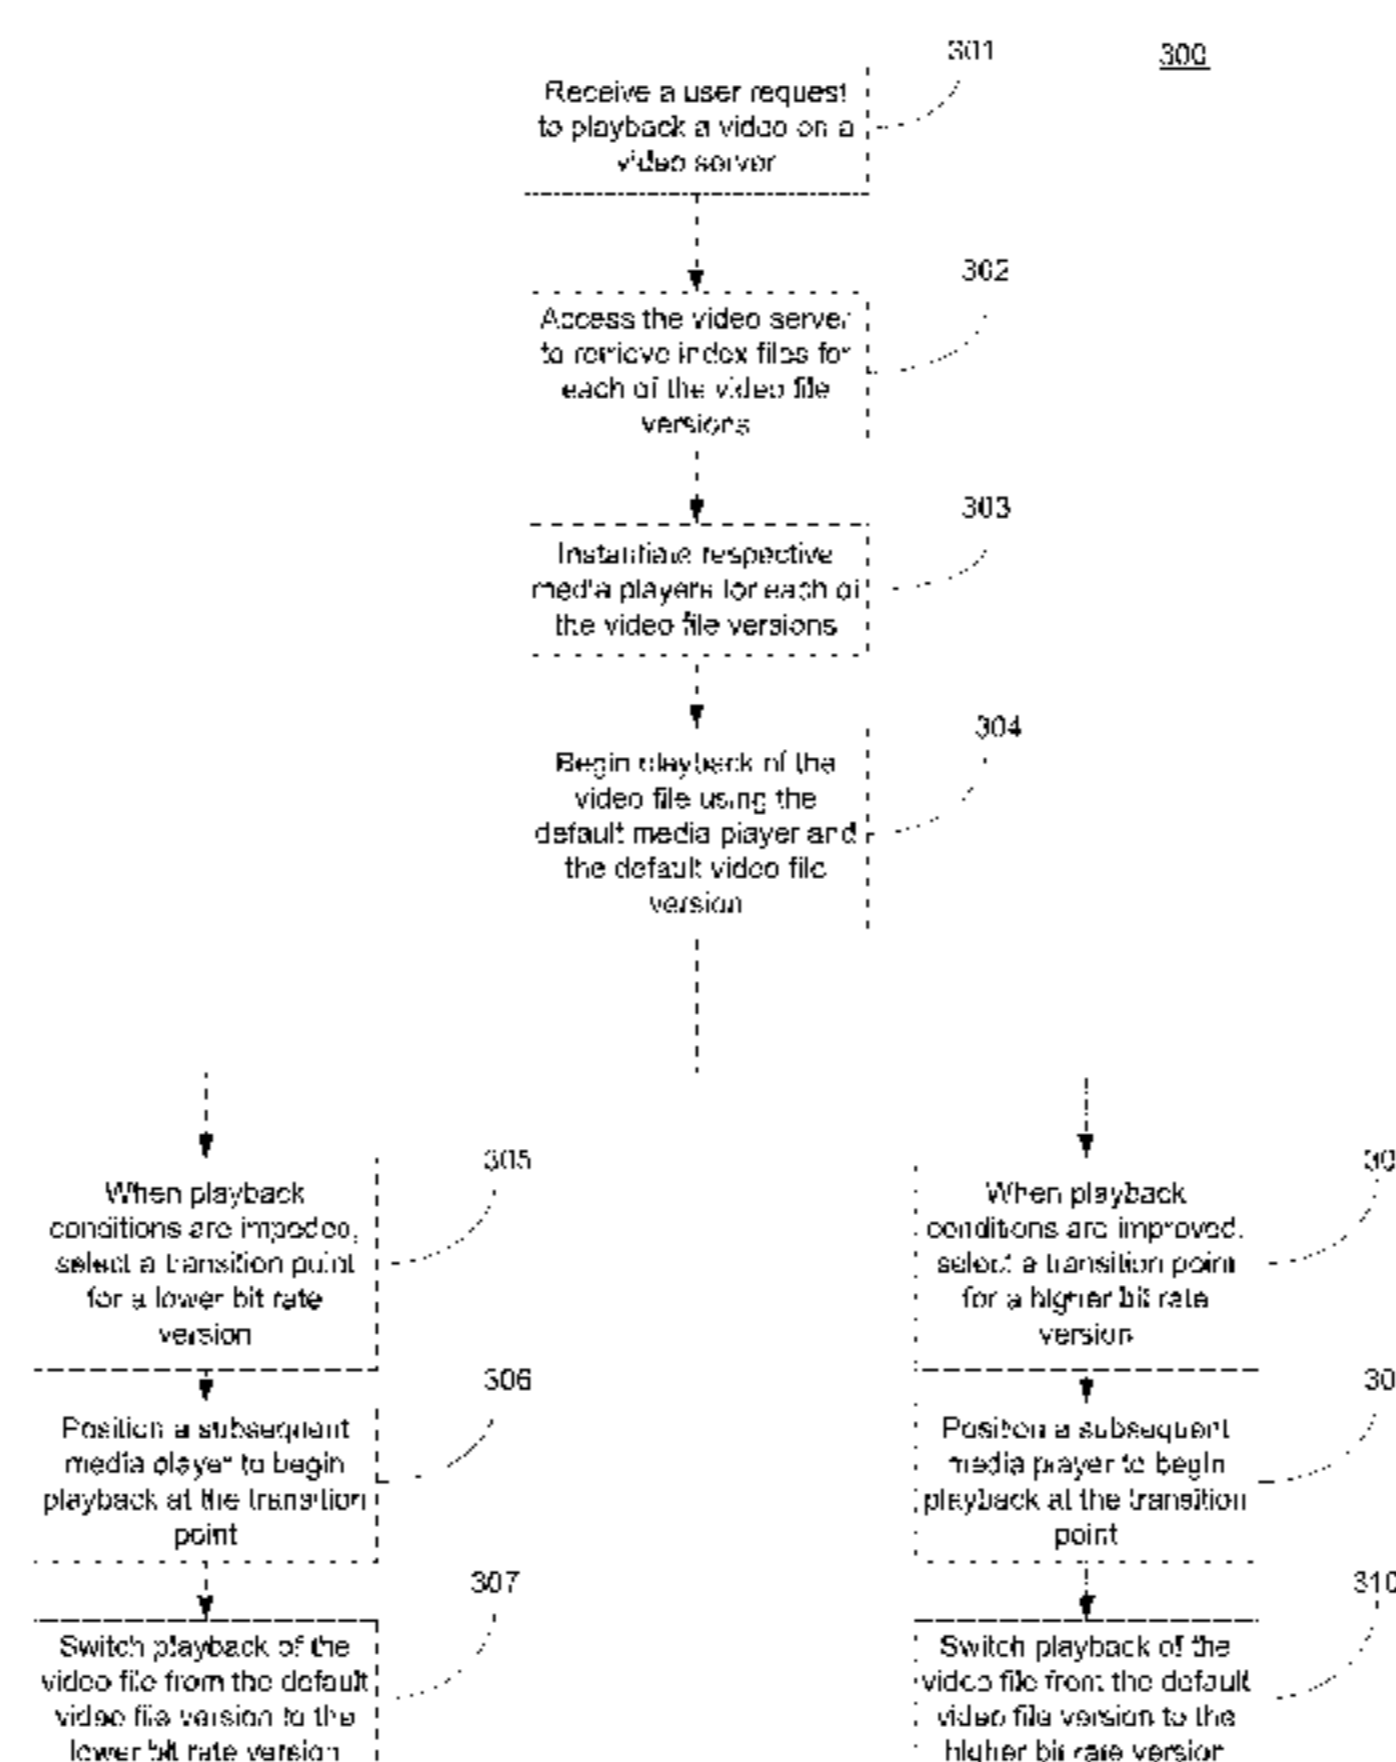 301
300
Receive a user request
to playback a video on a
video server
302
Access the video server
to retrieve index files for
each of the video file
versions
303
Instantiate respective
media players for each of
the video file versions
304
Begin playback of the
video file using the
default media player and
the default video file
version
305
When playback
conditions are impeded,
select a transition point
for a lower bit rate
version
306
Position a subsequent
media player to begin
playback at the transition
point
307
Switch playback of the
video file from the default
video file version to the
lower bit rate version
30
When playback
conditions are improved,
select a transition point
for a higher bit rate
version
30
Position a subsequent
media player to begin
playback at the transition
point
310
Switch playback of the
video file from the default
video file version to the
higher bit rate version